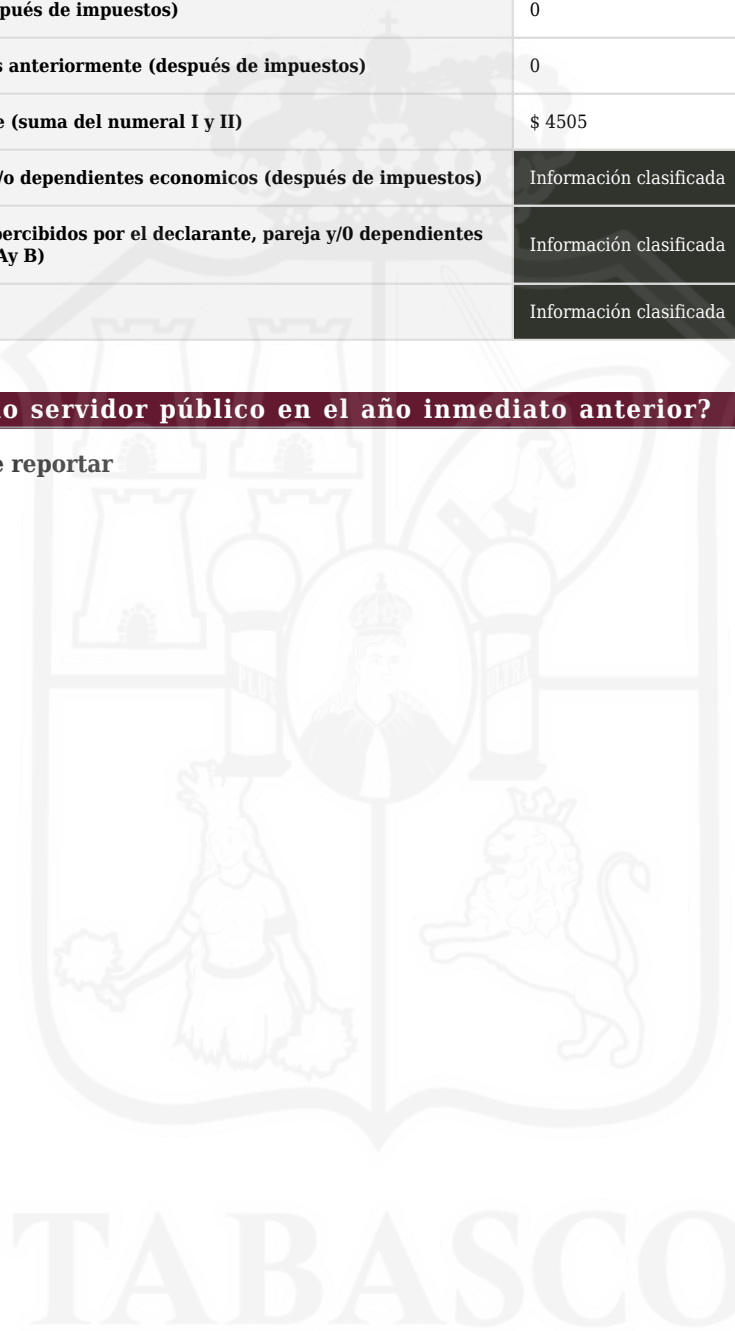 pués de impuestos) 0
s anteriormente (después de impuestos) 0
e (suma del numeral I y II) $ 4505
/o dependientes economicos (después de impuestos) Información clasificada
percibidos por el declarante, pareja y/0 dependientes
Ay B) Información clasificada
Información clasificada
o servidor público en el año inmediato anterior?
e reportar
PLUS ULTRA
TABASCO